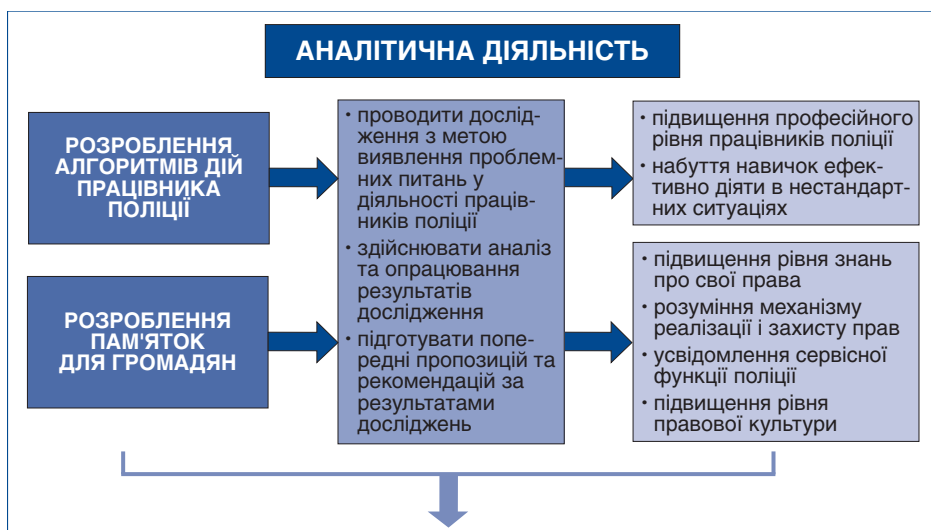 АНАЛІТИЧНА ДІЯЛЬНІСТЬ
РОЗРОБЛЕННЯ
АЛГОРИТМІВ ДІЙ
ПРАЦІВНИКА
ПОЛІЦІЇ
РОЗРОБЛЕННЯ
ПАМ'ЯТОК
ДЛЯ ГРОМАДЯН
· проводити дослід-
ження з метою
виявлення проблем-
них питань у
діяльності праців-
ників поліції
· здійснювати аналіз
та опрацювання
результатів
дослідження
· підготувати попе-
редні пропозицій та
рекомендацій за
результатами
досліджень
· підвищення професійного
рівня працівників поліції
· набуття навичок ефек-
тивно діяти в нестандарт-
них ситуаціях
· підвищення рівня знань
про свої права
· розуміння механізму
реалізації і захисту прав
· усвідомлення сервісної
функції поліції
· підвищення рівня
правової культури